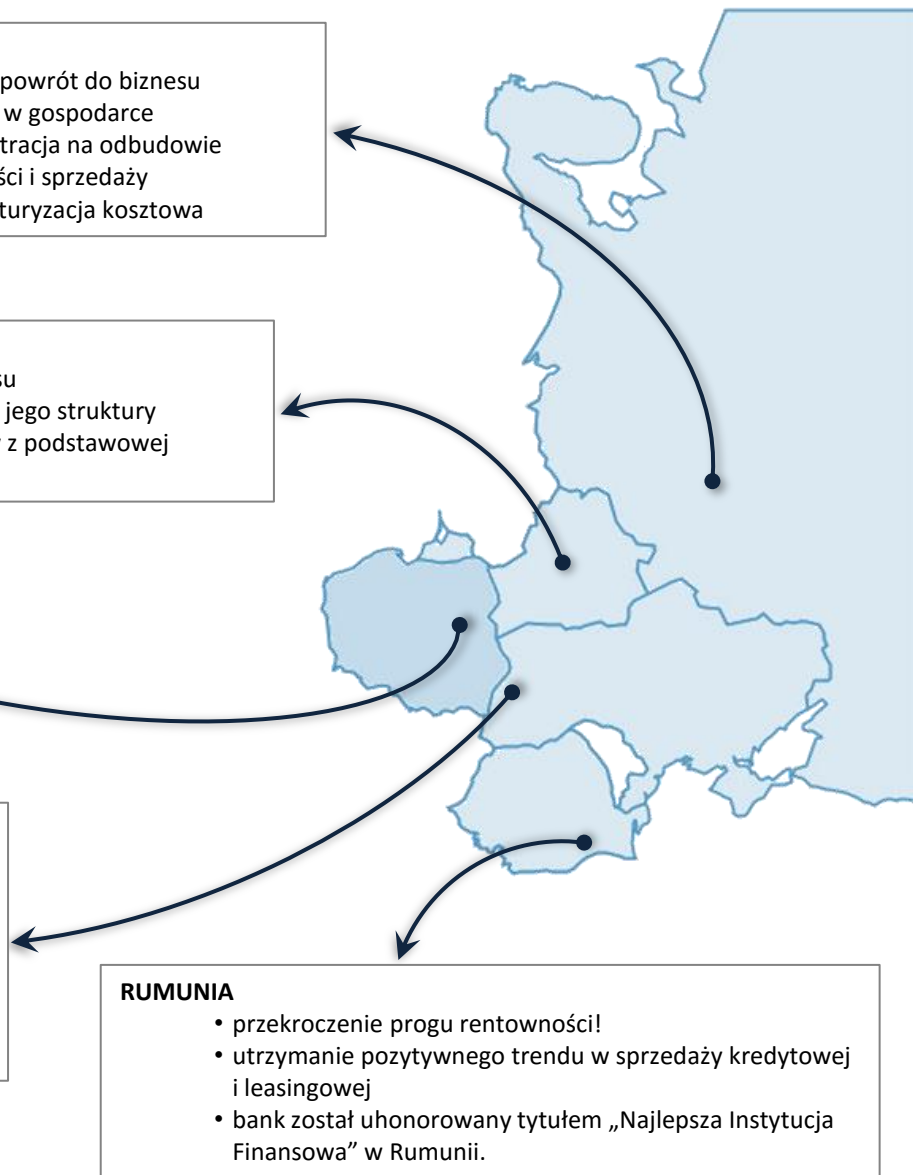 powrót do biznesu
w gospodarce
tracja na odbudowie
ści i sprzedaży
turyzacja kosztowa
su
jego struktury
z podstawowej
RUMUNIA
• przekroczenie progu rentowności!
• utrzymanie pozytywnego trendu w sprzedaży kredytowej
i leasingowej
• bank został uhonorowany tytułem „Najlepsza Instytucja
Finansowa” w Rumunii.